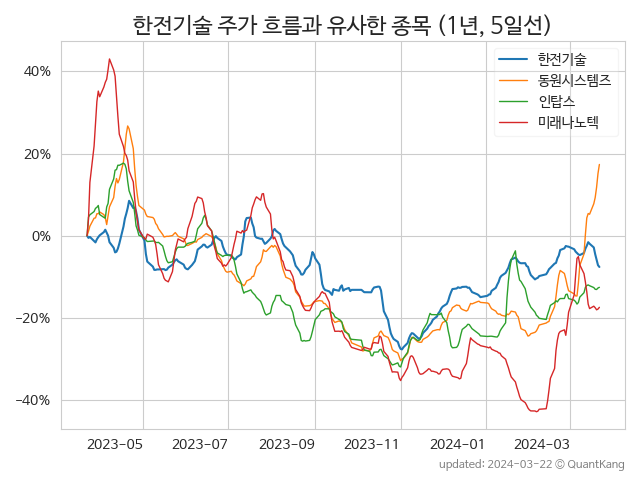 한전기술 주가 흐름과 유사한 종목 (1년, 5일선)
한전기술
동원시스템즈
인탑스
미래나노텍
40%
20%
0%
−20%
−40%
2023-05 2023-07 2023-09 2023-11 2024-01 2024-03
updated: 2024-03-22 © QuantKang